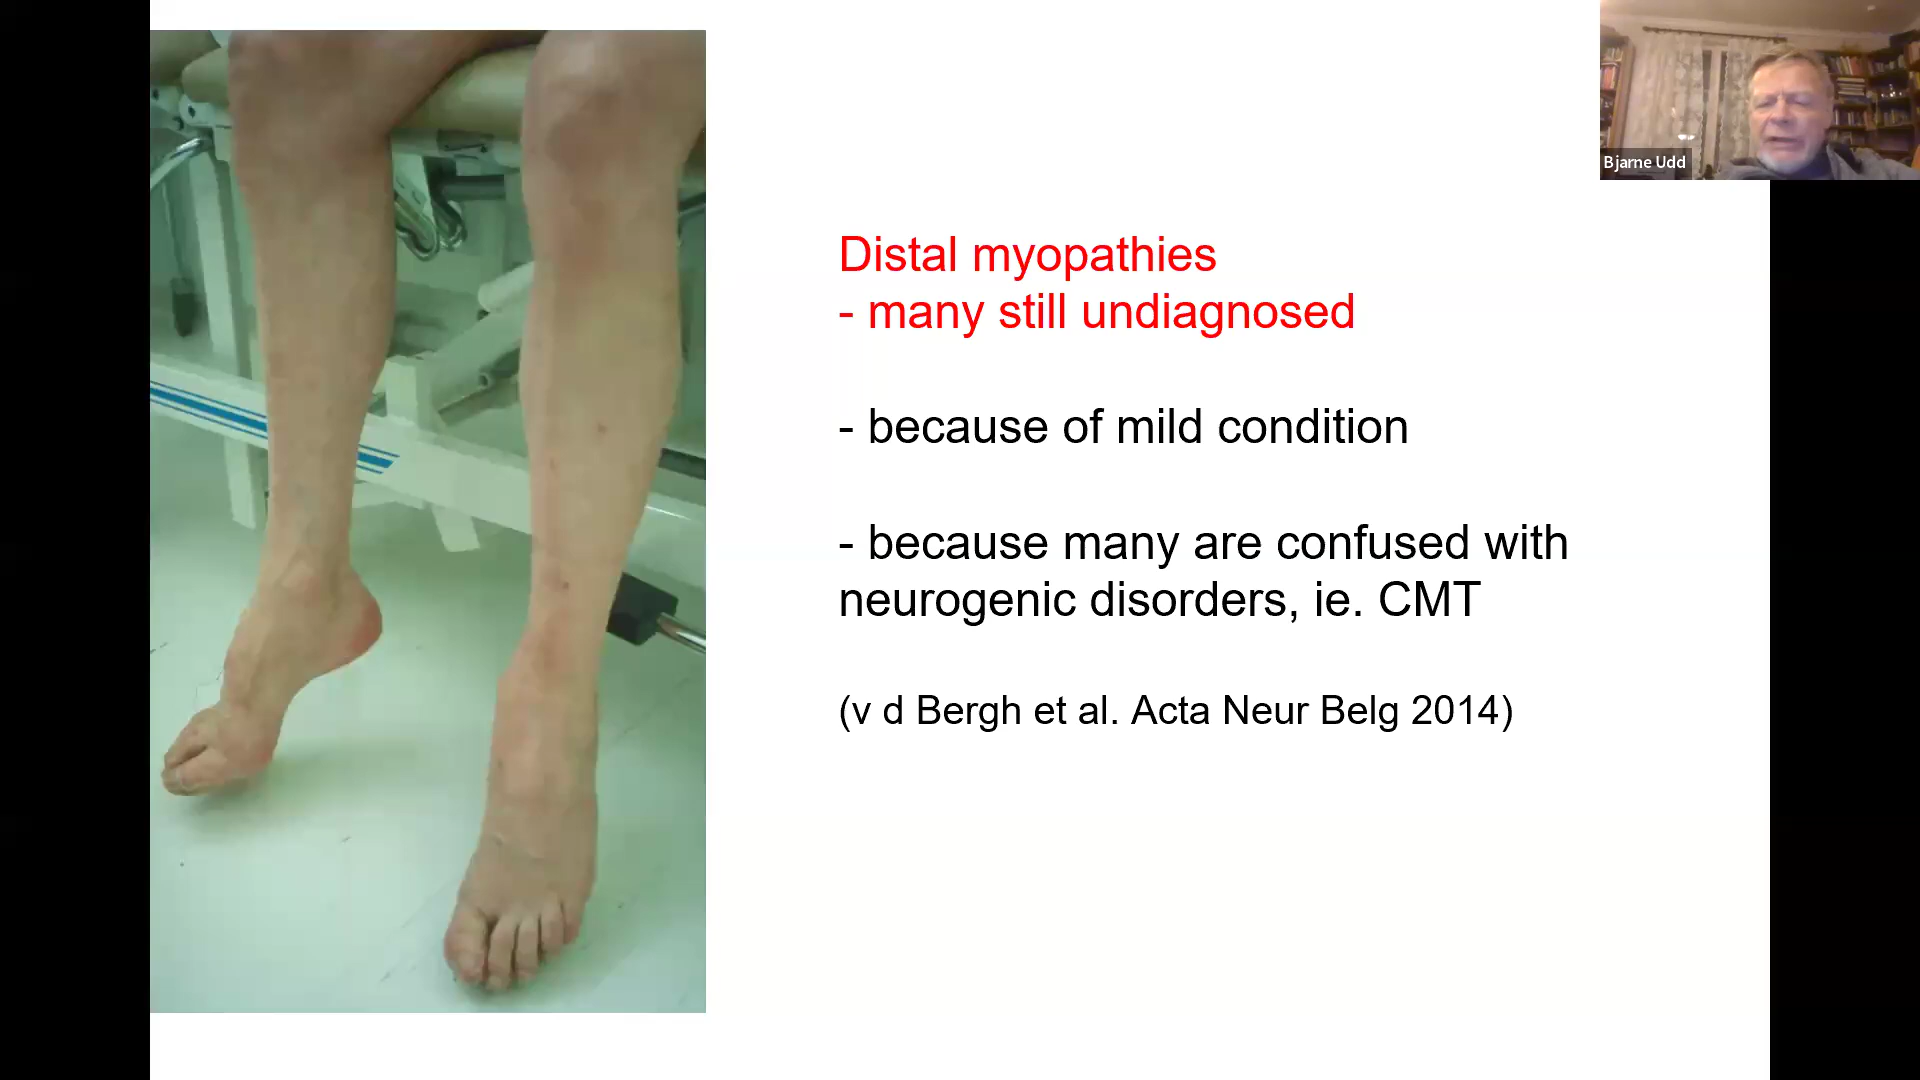 Bjarne Udd
Distal myopathies
- many still undiagnosed
- because of mild condition
- because many are confused with
neurogenic disorders, ie. CMT
(v d Bergh et al. Acta Neur Belg 2014)